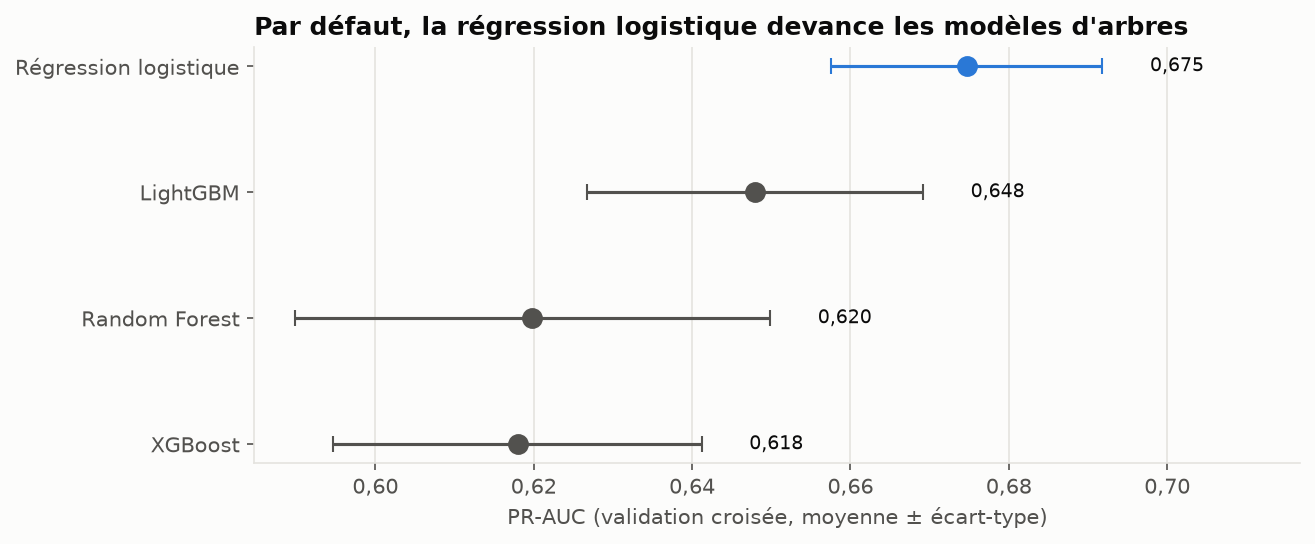 Par défaut, la régression logistique devance les modèles d'arbres
Régression logistique
0,675
LightGBM
0,648
Random Forest
0,620
XGBoost
0,618
0,60
0,62
0,64
0,66
0,68
0,70
PR-AUC (validation croisée, moyenne ± écart-type)